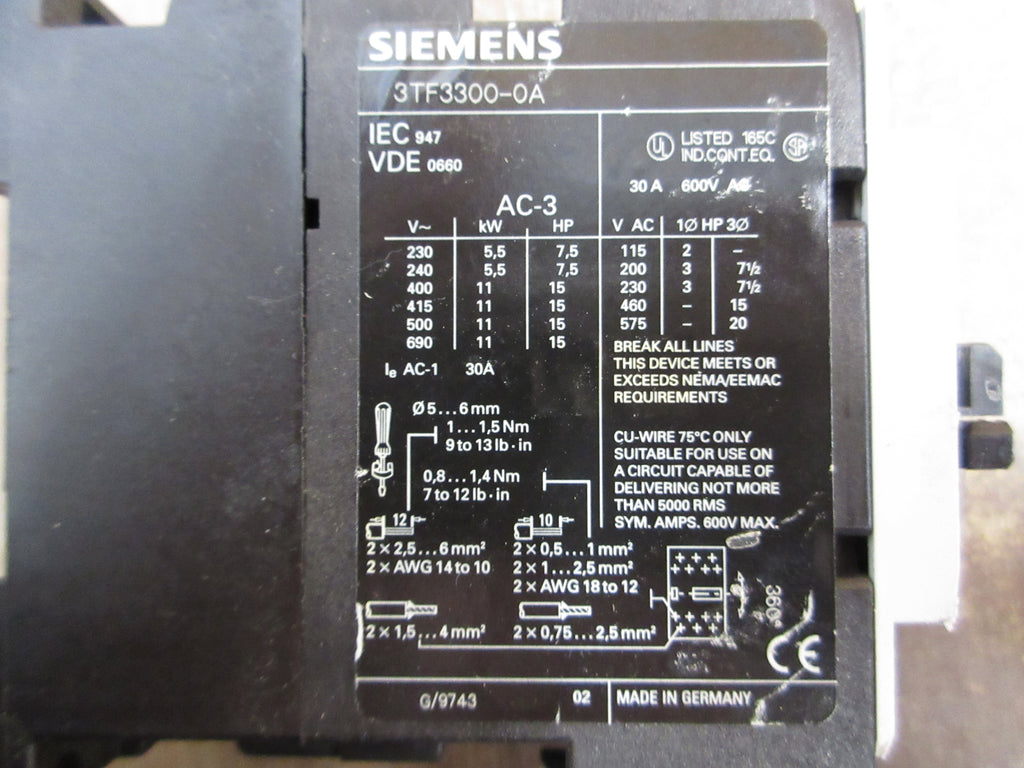 SIEMENS
3TF3300-0A
IEC 947
VDE 0660
AC-3
V~ kW HP
230 5,5 7,5
240 5,5 7,5
400 11 15
415 11 15
500 11 15
690 11 15
Ie AC-1 30A
UL LISTED 165C SA
IND.CONT.EQ.
30 A 600V AC
V AC 1Ø HP 3Ø
115 2 –
200 3 7½
230 3 7½
460 – 15
575 – 20
BREAK ALL LINES
THIS DEVICE MEETS OR
EXCEEDS NEMA/EEMAC
REQUIREMENTS
CU-WIRE 75°C ONLY
SUITABLE FOR USE ON
A CIRCUIT CAPABLE OF
DELIVERING NOT MORE
THAN 5000 RMS
SYM. AMPS. 600V MAX.
Ø 5...6 mm
1...1,5 Nm
9 to 13 lb·in
0,8...1,4 Nm
7 to 12 lb·in
12
2 × 2,5...6 mm²
2 × AWG 14 to 10
2 × 1,5...4 mm²
10
2 × 0,5...1 mm²
2 × 1...2,5 mm²
2 × AWG 18 to 12
2 × 0,75...2,5 mm²
360°
CE
G/9743 02 MADE IN GERMANY